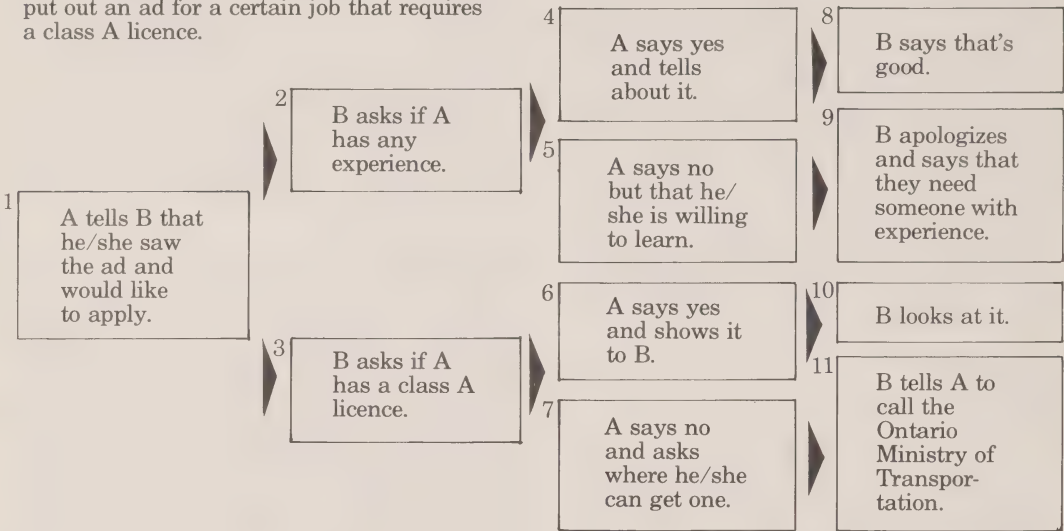 put out an ad for a certain job that requires
a class A licence.
1
A tells B that
he/she saw
the ad and
would like
to apply.
2
B asks if A
has any
experience.
3
B asks if A
has a class A
licence.
4
A says yes
and tells
about it.
5
A says no
but that he/
she is willing
to learn.
6
A says yes
and shows it
to B.
7
A says no
and asks
where he/she
can get one.
8
B says that's
good.
9
B apologizes
and says that
they need
someone with
experience.
10
B looks at it.
11
B tells A to
call the
Ontario
Ministry of
Transpor-
tation.